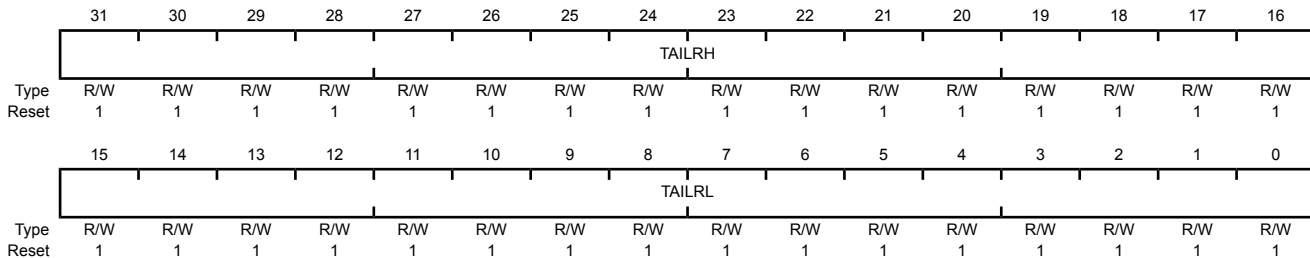 31 30 29 28 27 26 25 24 23 22 21 20 19 18 17 16
TAILRH
Type R/W R/W R/W R/W R/W R/W R/W R/W R/W R/W R/W R/W R/W R/W R/W R/W
Reset 1 1 1 1 1 1 1 1 1 1 1 1 1 1 1 1
15 14 13 12 11 10 9 8 7 6 5 4 3 2 1 0
TAILRL
Type R/W R/W R/W R/W R/W R/W R/W R/W R/W R/W R/W R/W R/W R/W R/W R/W
Reset 1 1 1 1 1 1 1 1 1 1 1 1 1 1 1 1